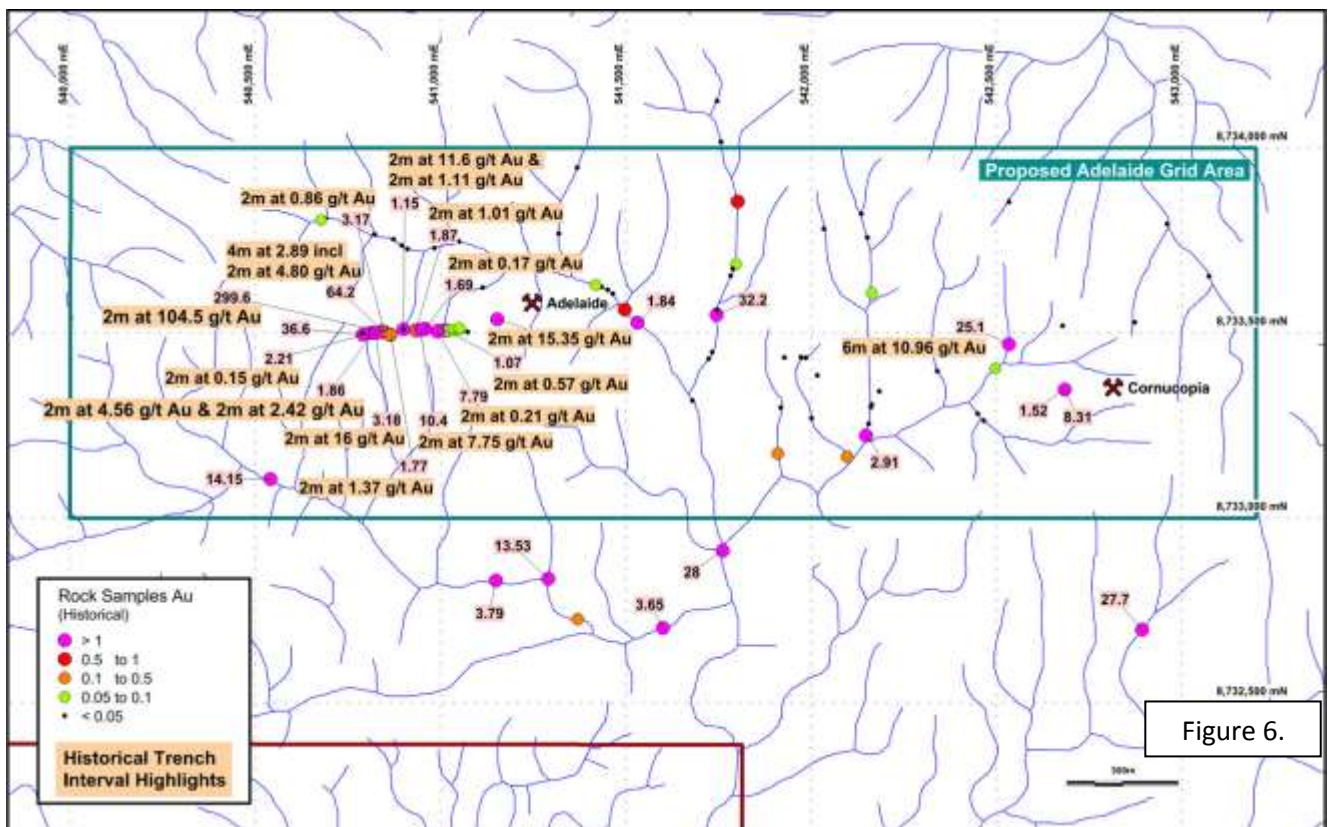 540,000 mE
540,500 mE
541,000 mE
541,500 mE
542,000 mE
542,500 mE
543,000 mE
8,734,000 mN
Proposed Adelaide Grid Area
2m at 11.6 g/t Au &
2m at 1.11 g/t Au
2m at 0.86 g/t Au
3.17
1.15
2m at 1.01 g/t Au
1.87
4m at 2.89 incl
2m at 4.80 g/t Au
2m at 0.17 g/t Au
64.2
1.69
299.6
Adelaide
1.84
32.2
2m at 104.5 g/t Au
36.6
25.1
8,733,500 mN
2m at 15.35 g/t Au
6m at 10.96 g/t Au
2.21
1.07
2m at 0.15 g/t Au
2m at 0.57 g/t Au
1.86
7.79
Cornucopia
2m at 4.56 g/t Au & 2m at 2.42 g/t Au
3.18
10.4
2m at 0.21 g/t Au
1.52
8.31
2m at 16 g/t Au
2m at 7.75 g/t Au
2.91
1.77
14.15
2m at 1.37 g/t Au
8,733,000 mN
13.53
28
3.79
3.65
27.7
Rock Samples Au
(Historical)
> 1
0.5 to 1
0.1 to 0.5
0.05 to 0.1
< 0.05
Historical Trench
Interval Highlights
8,732,500 mN
Figure 6.